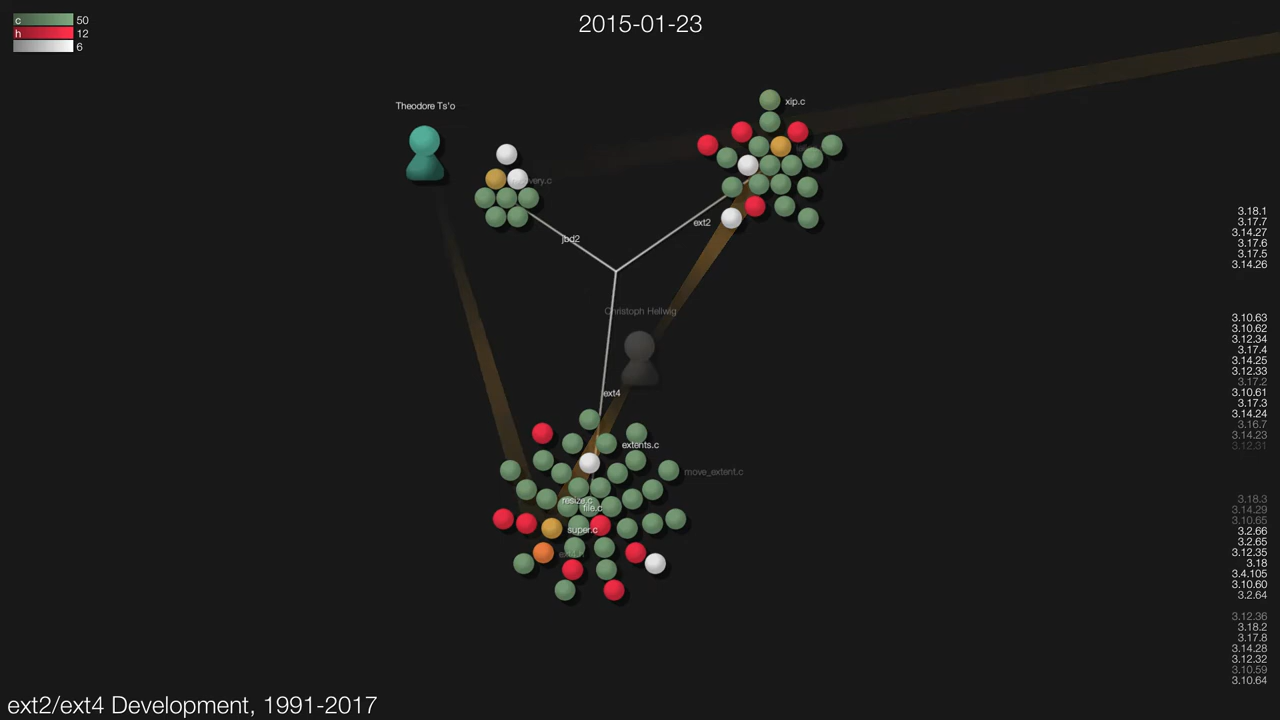 2015-01-23
c 50
h 12
6
Theodore Ts'o
xip.c
jbd2
ext2
Christoph Hellwig
ext4
extents.c
move_extent.c
resize.c
file.c
super.c
3.18.1
3.17.7
3.14.27
3.17.6
3.17.5
3.14.26
3.10.63
3.10.62
3.12.34
3.17.4
3.14.25
3.12.33
3.17.2
3.10.61
3.17.3
3.14.24
3.16.7
3.14.23
3.12.31
3.18.3
3.14.29
3.10.65
3.2.66
3.2.65
3.12.35
3.18
3.4.105
3.10.60
3.2.64
3.12.36
3.18.2
3.17.8
3.14.28
3.12.32
3.10.59
3.10.64
ext2/ext4 Development, 1991-2017